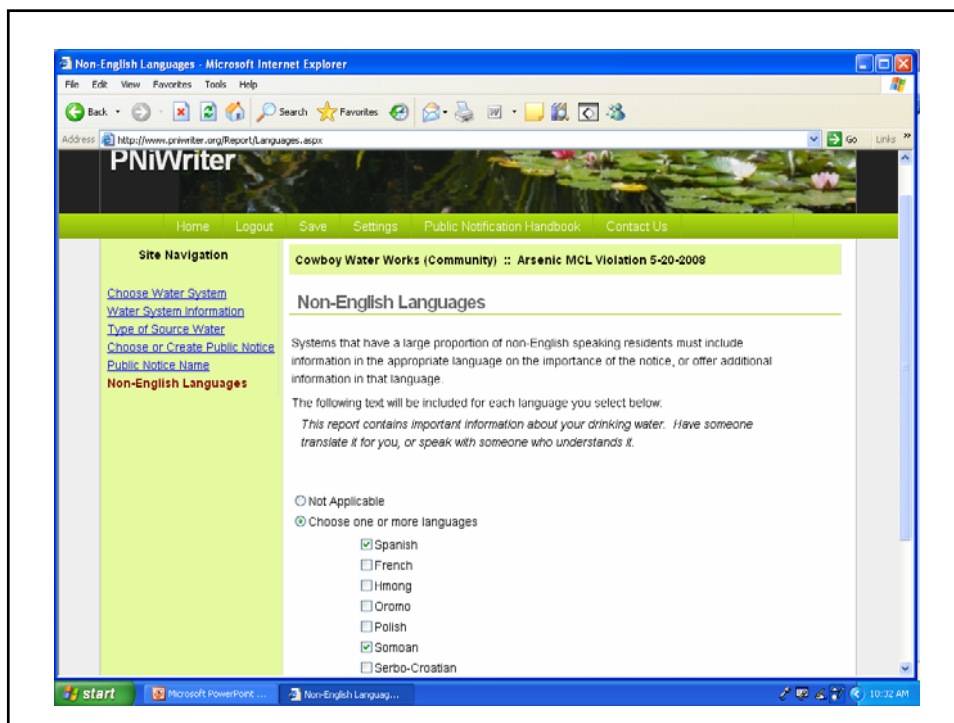 Non-English Languages - Microsoft Internet Explorer
File Edit View Favorites Tools Help
Back Search Favorites
Address http://www.pniwriter.org/Report/Languages.aspx Go Links »
PNiWriter
Home Logout Save Settings Public Notification Handbook Contact Us
Site Navigation
Choose Water System
Water System Information
Type of Source Water
Choose or Create Public Notice
Public Notice Name
Non-English Languages
Cowboy Water Works (Community) :: Arsenic MCL Violation 5-20-2008
Non-English Languages
Systems that have a large proportion of non-English speaking residents must include
information in the appropriate language on the importance of the notice, or offer additional
information in that language.
The following text will be included for each language you select below:
This report contains important information about your drinking water. Have someone
translate it for you, or speak with someone who understands it.
Not Applicable
Choose one or more languages
Spanish
French
Hmong
Oromo
Polish
Somoan
Serbo-Croatian
start Microsoft PowerPoint ... Non-English Languag... 10:32 AM